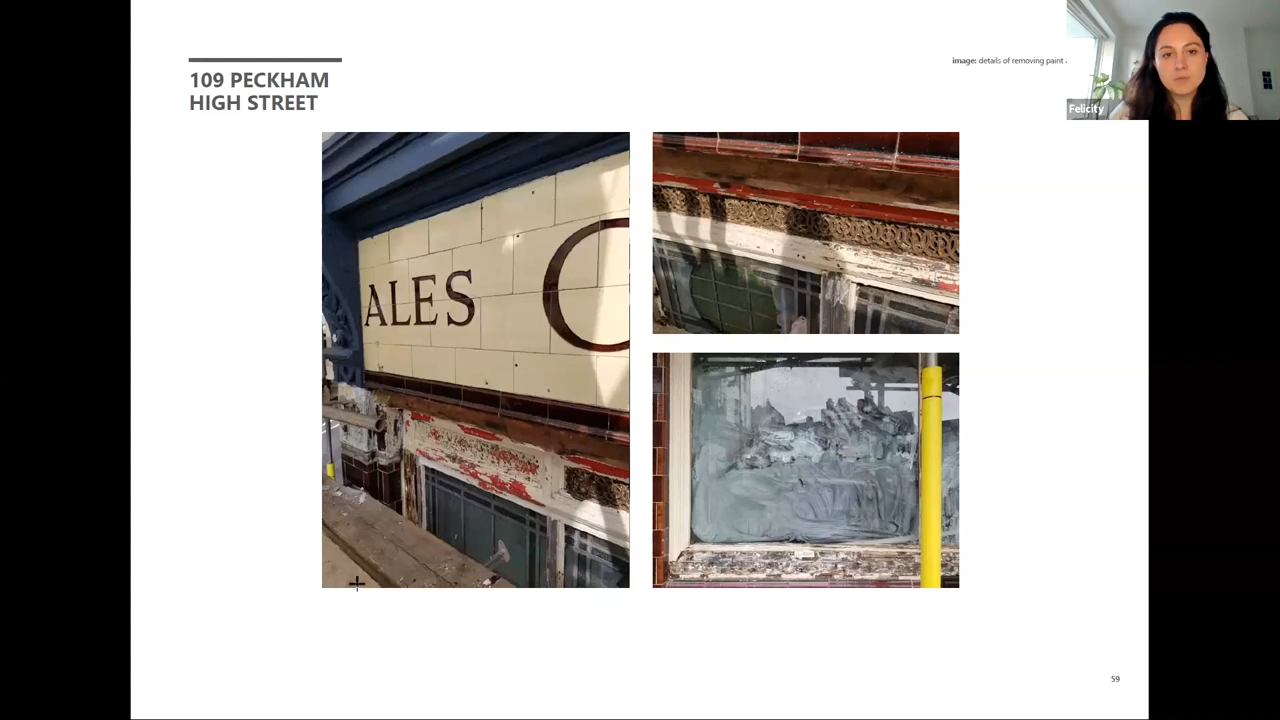 109 PECKHAM
HIGH STREET
image: details of removing paint
Felicity
ALES
59